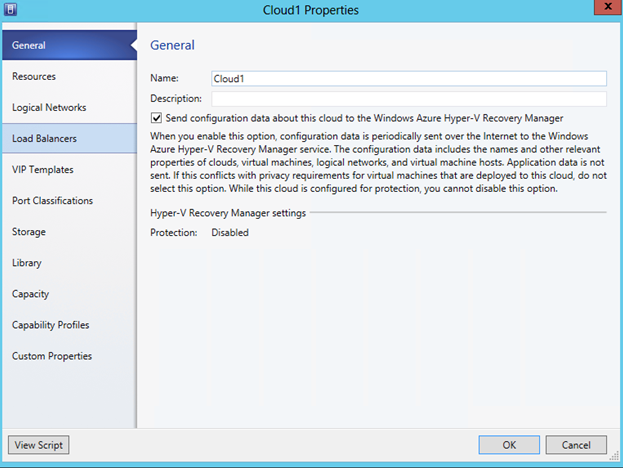 Cloud1 Properties
x
General
Resources
Logical Networks
Load Balancers
VIP Templates
Port Classifications
Storage
Library
Capacity
Capability Profiles
Custom Properties
General
Name: Cloud1
Description:
Send configuration data about this cloud to the Windows Azure Hyper-V Recovery Manager
When you enable this option, configuration data is periodically sent over the Internet to the Windows
Azure Hyper-V Recovery Manager service. The configuration data includes the names and other relevant
properties of clouds, virtual machines, logical networks, and virtual machine hosts. Application data is not
sent. If this conflicts with privacy requirements for virtual machines that are deployed to this cloud, do not
select this option. While this cloud is configured for protection, you cannot disable this option.
Hyper-V Recovery Manager settings
Protection: Disabled
View Script
OK
Cancel